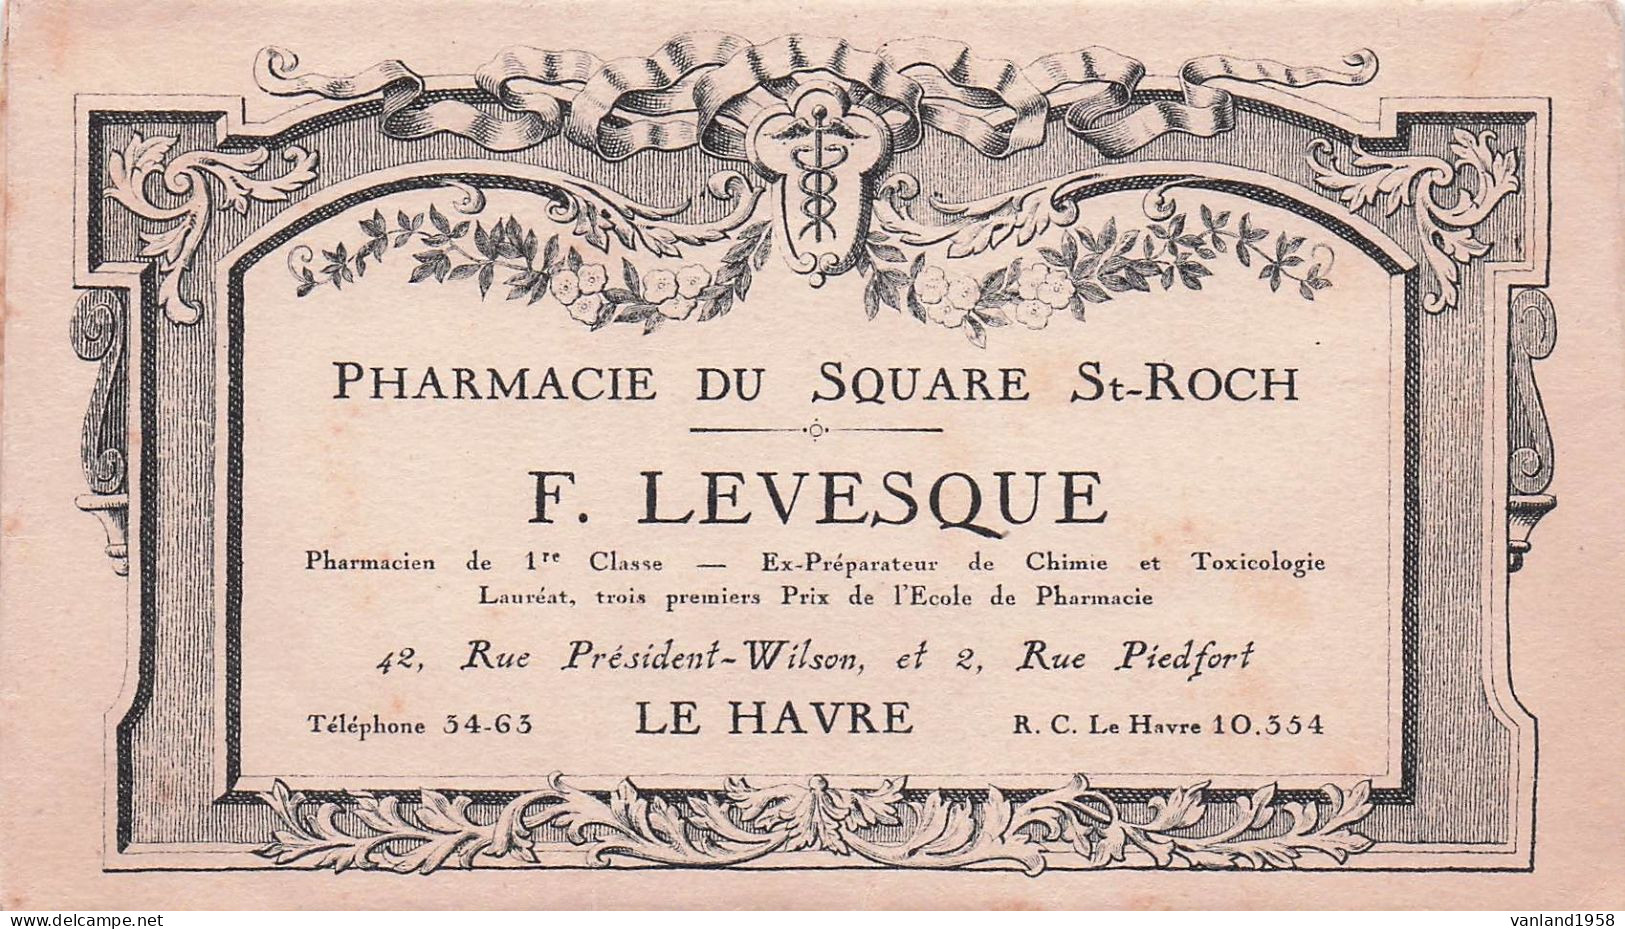 PHARMACIE DU SQUARE St-ROCH
F. LEVESQUE
Pharmacien de 1re Classe — Ex-Préparateur de Chimie et Toxicologie
Lauréat, trois premiers Prix de l'Ecole de Pharmacie
42, Rue Président-Wilson, et 2, Rue Piedfort
Téléphone 34-63 LE HAVRE R. C. Le Havre 10.354
www.delcampe.net
vanland1958